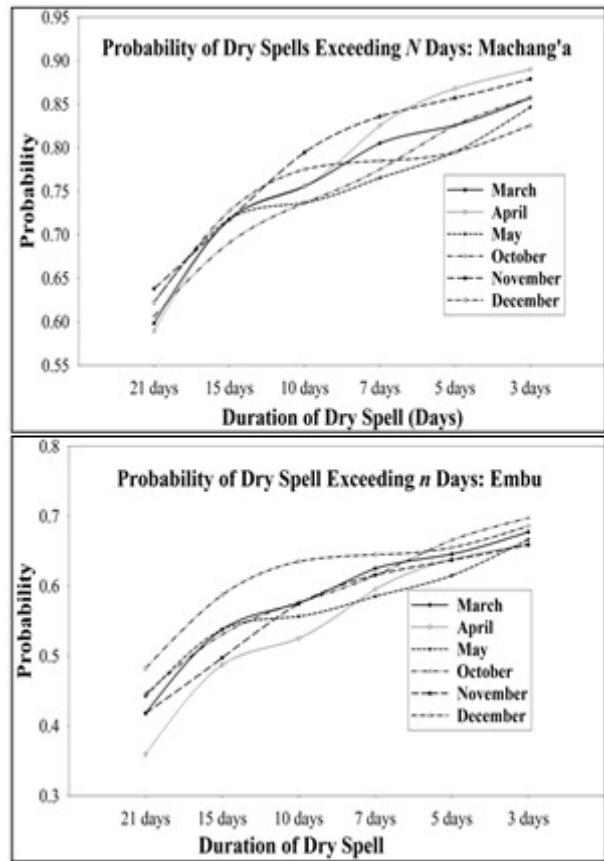 Probability of Dry Spells Exceeding N Days: Machang'a
0.95
0.90
0.85
0.80
0.75
0.70
0.65
0.60
0.55
Probability
March
April
May
October
November
December
21 days
15 days
10 days
7 days
5 days
3 days
Duration of Dry Spell (Days)
Probability of Dry Spell Exceeding n Days: Embu
0.8
0.7
0.6
0.5
0.4
0.3
Probability
March
April
May
October
November
December
21 days
15 days
10 days
7 days
5 days
3 days
Duration of Dry Spell